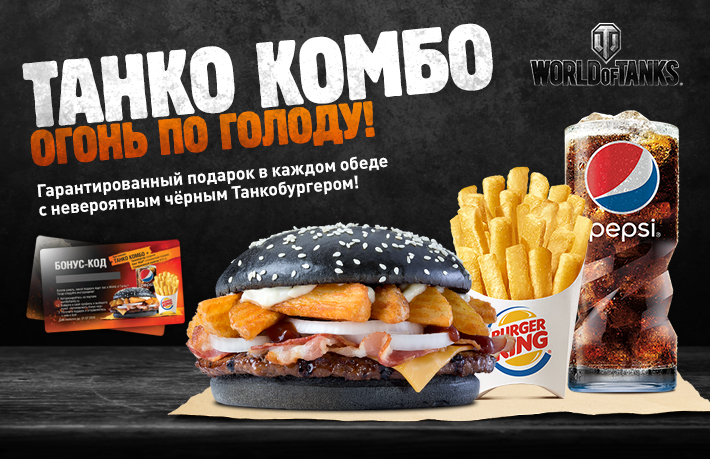 ТАНКО КОМБО
ОГОНЬ ПО ГОЛОДУ!
Гарантированный подарок в каждом обеде
с невероятным чёрным Танкобургером!
WORLD OF TANKS®
БОНУС-КОД
ТАНКО КОМБО
pepsi®
BURGER
KING